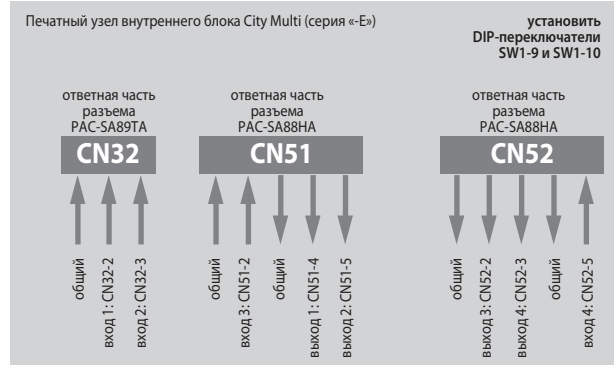 Печатный узел внутреннего блока City Multi (серия «-E»)
установить
DIP-переключатели
SW1-9 и SW1-10
ответная часть
разъема
PAC-SA89TA
CN32
общий
вход 1: CN32-2
вход 2: CN32-3
ответная часть
разъема
PAC-SA88HA
CN51
общий
вход 3: CN51-2
общий
выход 1: CN51-4
выход 2: CN51-5
ответная часть
разъема
PAC-SA88HA
CN52
общий
выход 3: CN52-2
выход 4: CN52-3
общий
вход 4: CN52-5